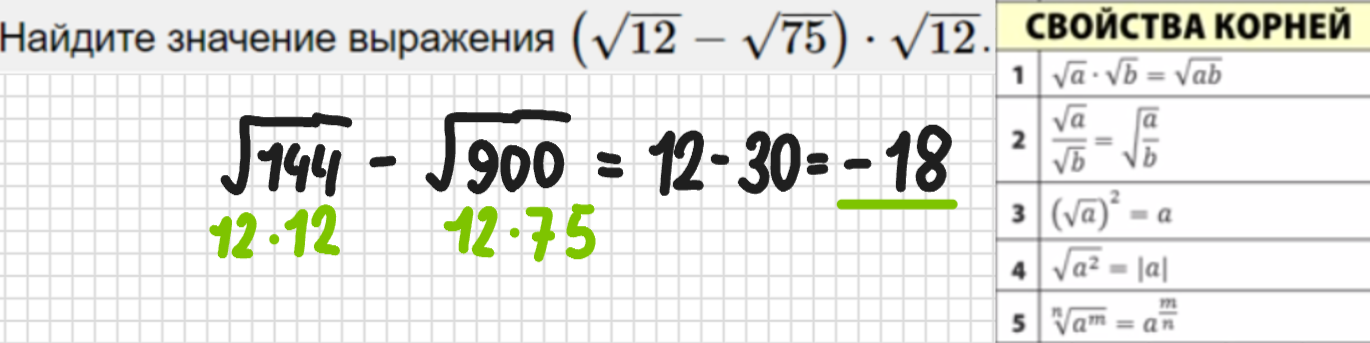 Найдите значение выражения (√12 − √75) · √12.
√144 - √900 = 12 - 30 = -18
12 · 12 12 · 75
СВОЙСТВА КОРНЕЙ
1 √a · √b = √ab
2 √a/√b = √(a/b)
3 (√a)² = a
4 √a² = |a|
5 ⁿ√aᵐ = a^(m/n)